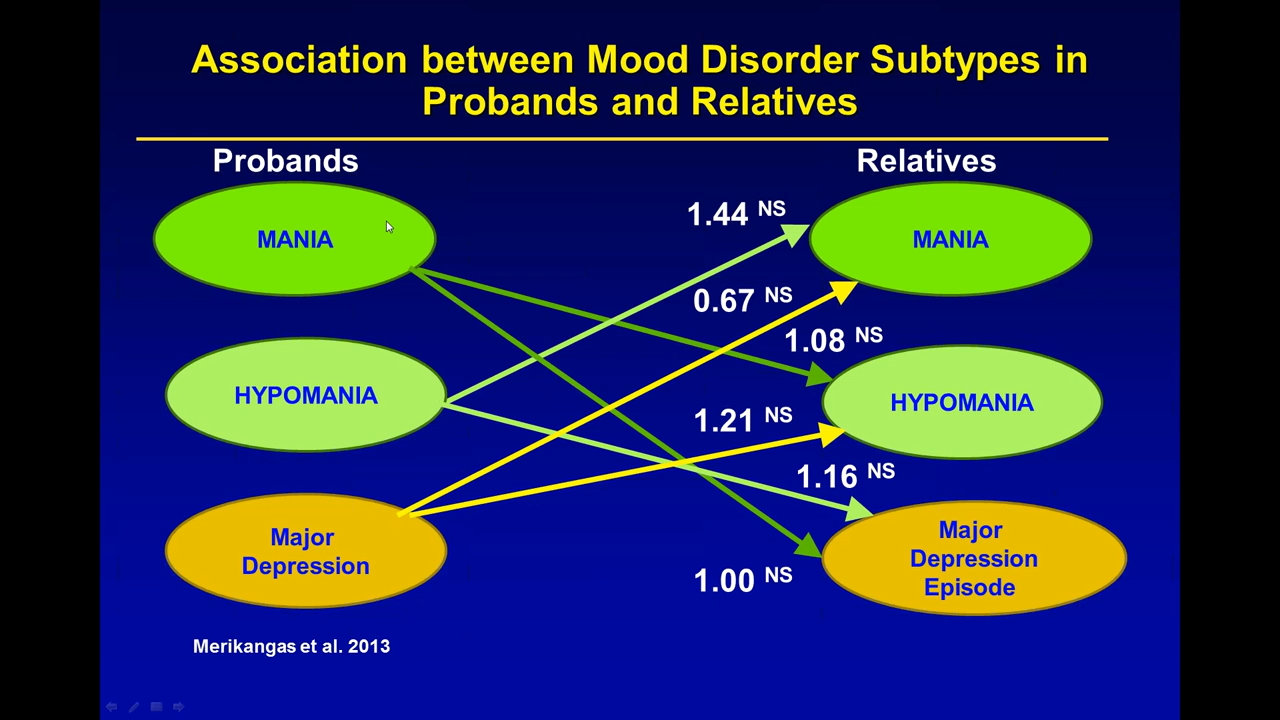 Association between Mood Disorder Subtypes in
Probands and Relatives
Probands
Relatives
MANIA
HYPOMANIA
Major
Depression
1.44 NS
0.67 NS
1.08 NS
1.21 NS
1.16 NS
1.00 NS
MANIA
HYPOMANIA
Major
Depression
Episode
Merikangas et al. 2013